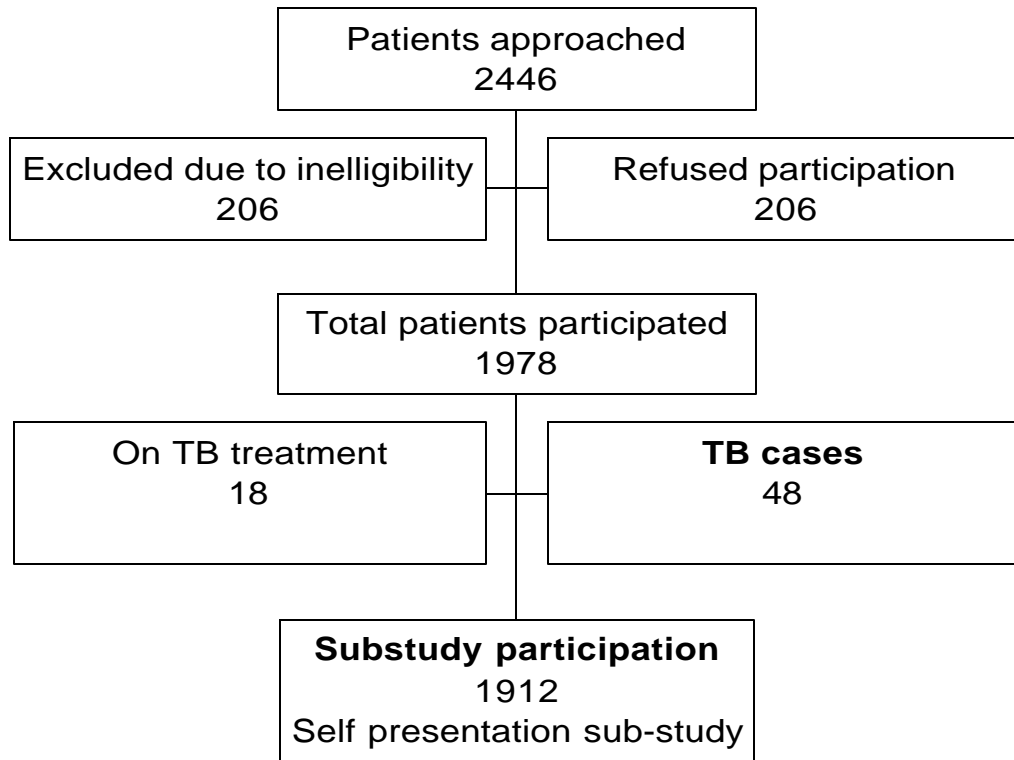 Patients approached
2446
Excluded due to inelligibility
206
Refused participation
206
Total patients participated
1978
On TB treatment
18
TB cases
48
Substudy participation
1912
Self presentation sub-study